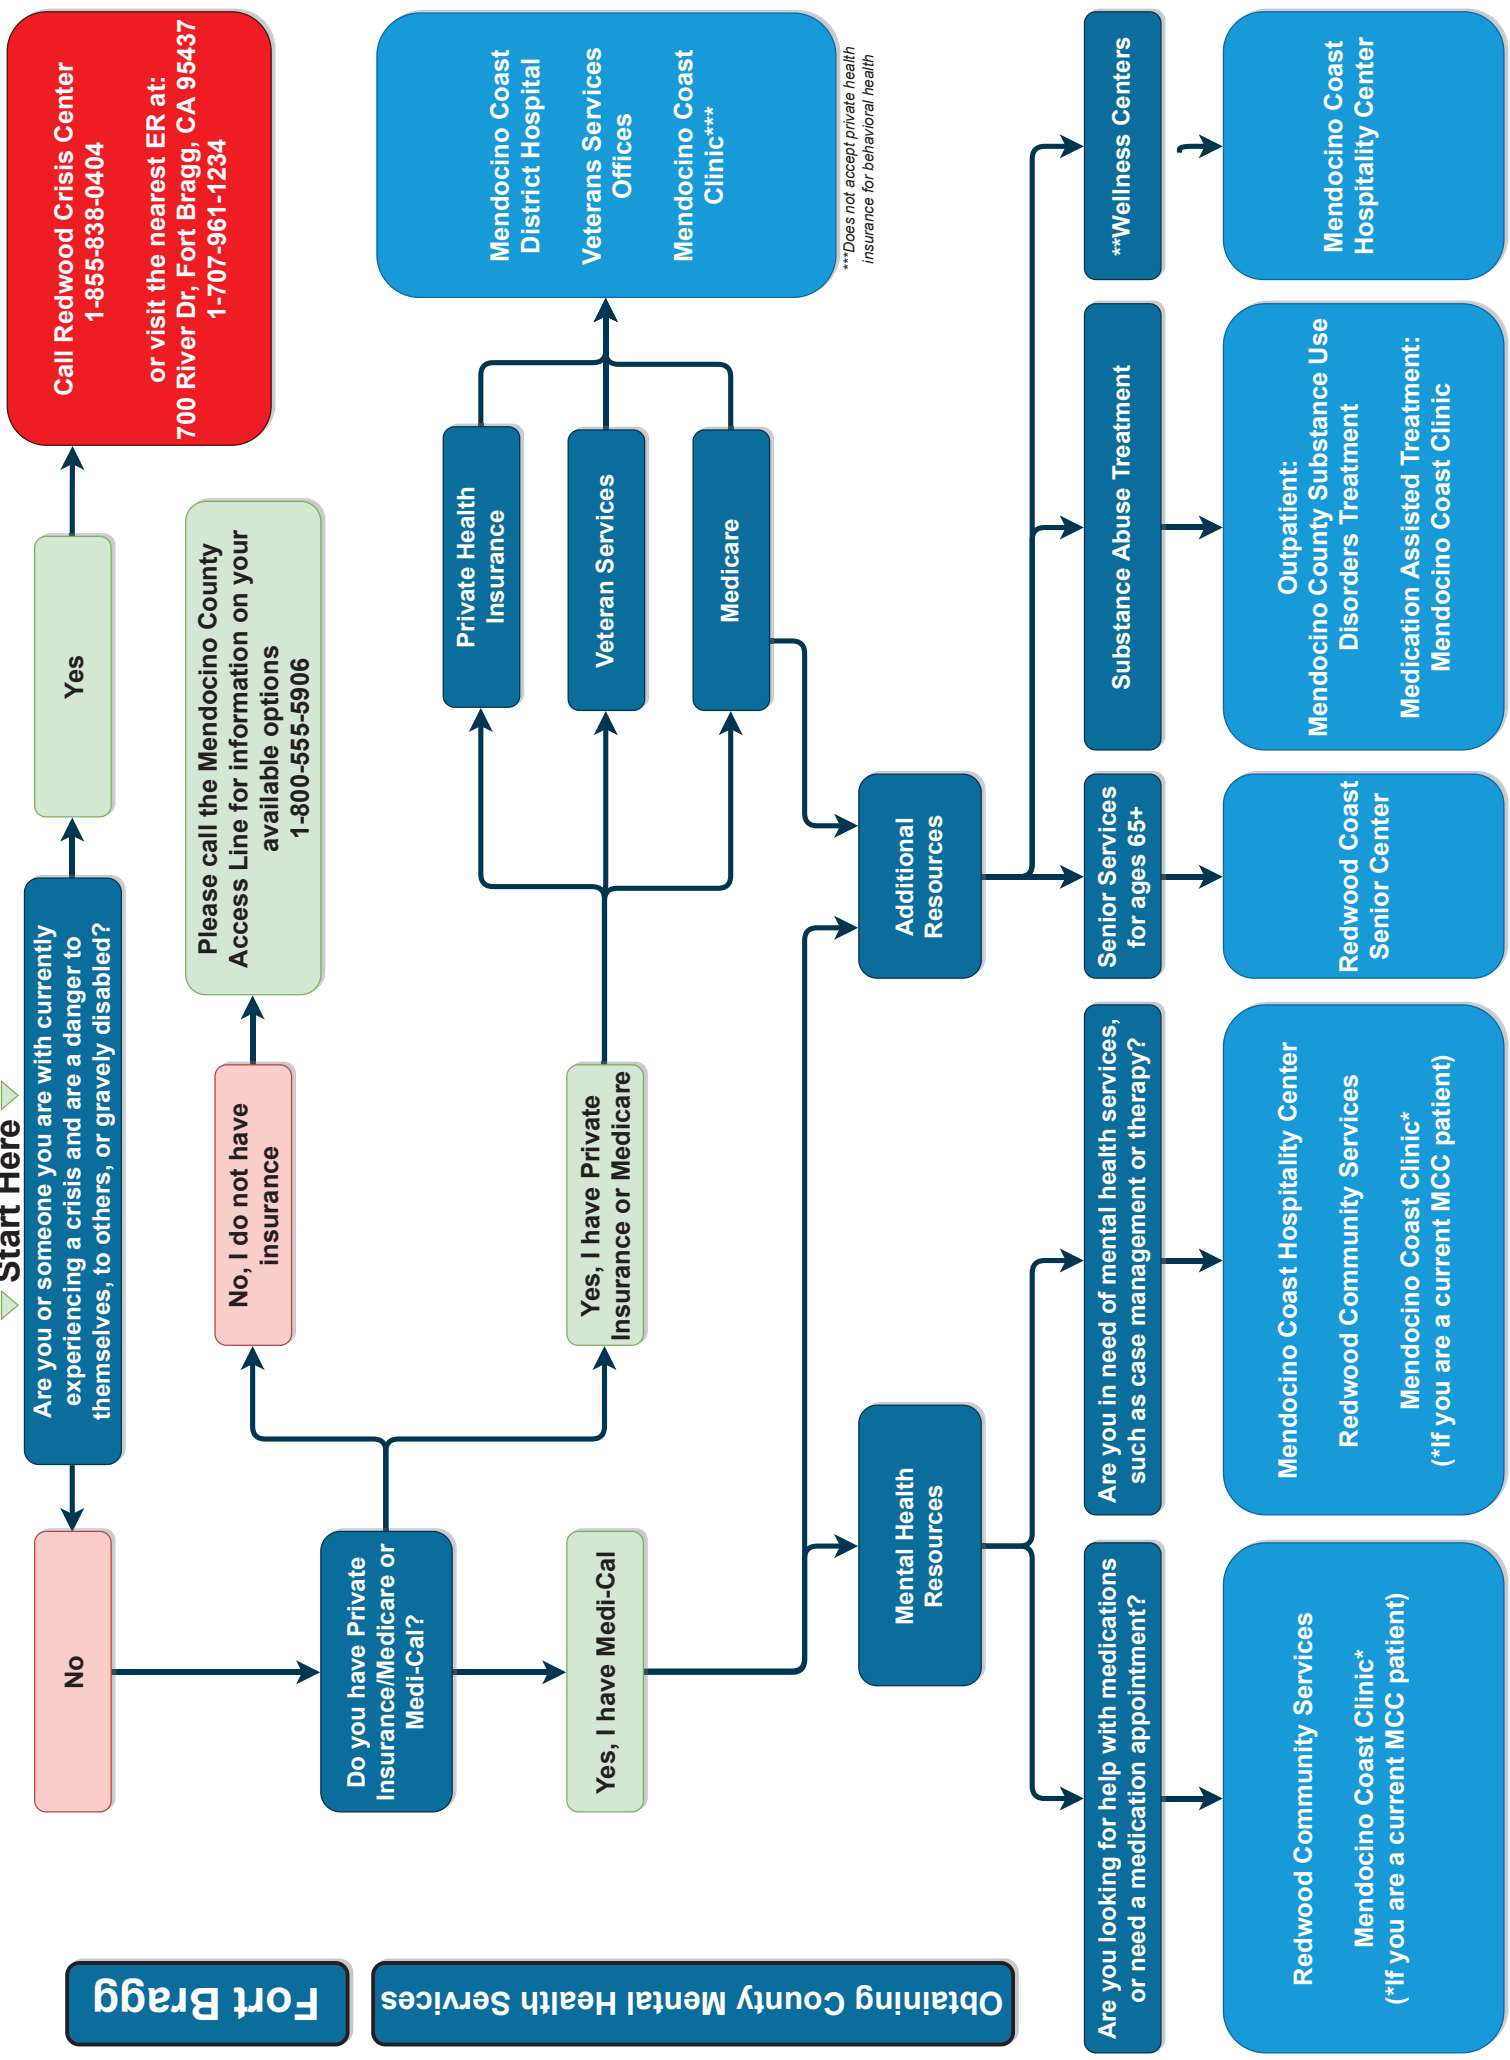 Fort Bragg
Obtaining County Mental Health Services
Start Here
Are you or someone you are with currently
experiencing a crisis and are a danger to
themselves, to others, or gravely disabled?
No
Yes
Call Redwood Crisis Center
1-855-838-0404
or visit the nearest ER at:
700 River Dr, Fort Bragg, CA 95437
1-707-961-1234
Do you have Private
Insurance/Medicare or
Medi-Cal?
No, I do not have
insurance
Please call the Mendocino County
Access Line for information on your
available options
1-800-555-5906
Yes, I have Medi-Cal
Yes, I have Private
Insurance or Medicare
Private Health
Insurance
Veteran Services
Medicare
Mendocino Coast
District Hospital
Veterans Services
Offices
Mendocino Coast
Clinic***
***Does not accept private health
insurance for behavioral health
Mental Health
Resources
Additional
Resources
Are you looking for help with medications
or need a medication appointment?
Are you in need of mental health services,
such as case management or therapy?
Senior Services
for ages 65+
Substance Abuse Treatment
**Wellness Centers
Redwood Community Services
Mendocino Coast Clinic*
(*If you are a current MCC patient)
Mendocino Coast Hospitality Center
Redwood Community Services
Mendocino Coast Clinic*
(*If you are a current MCC patient)
Redwood Coast
Senior Center
Outpatient:
Mendocino County Substance Use
Disorders Treatment
Medication Assisted Treatment:
Mendocino Coast Clinic
Mendocino Coast
Hospitality Center